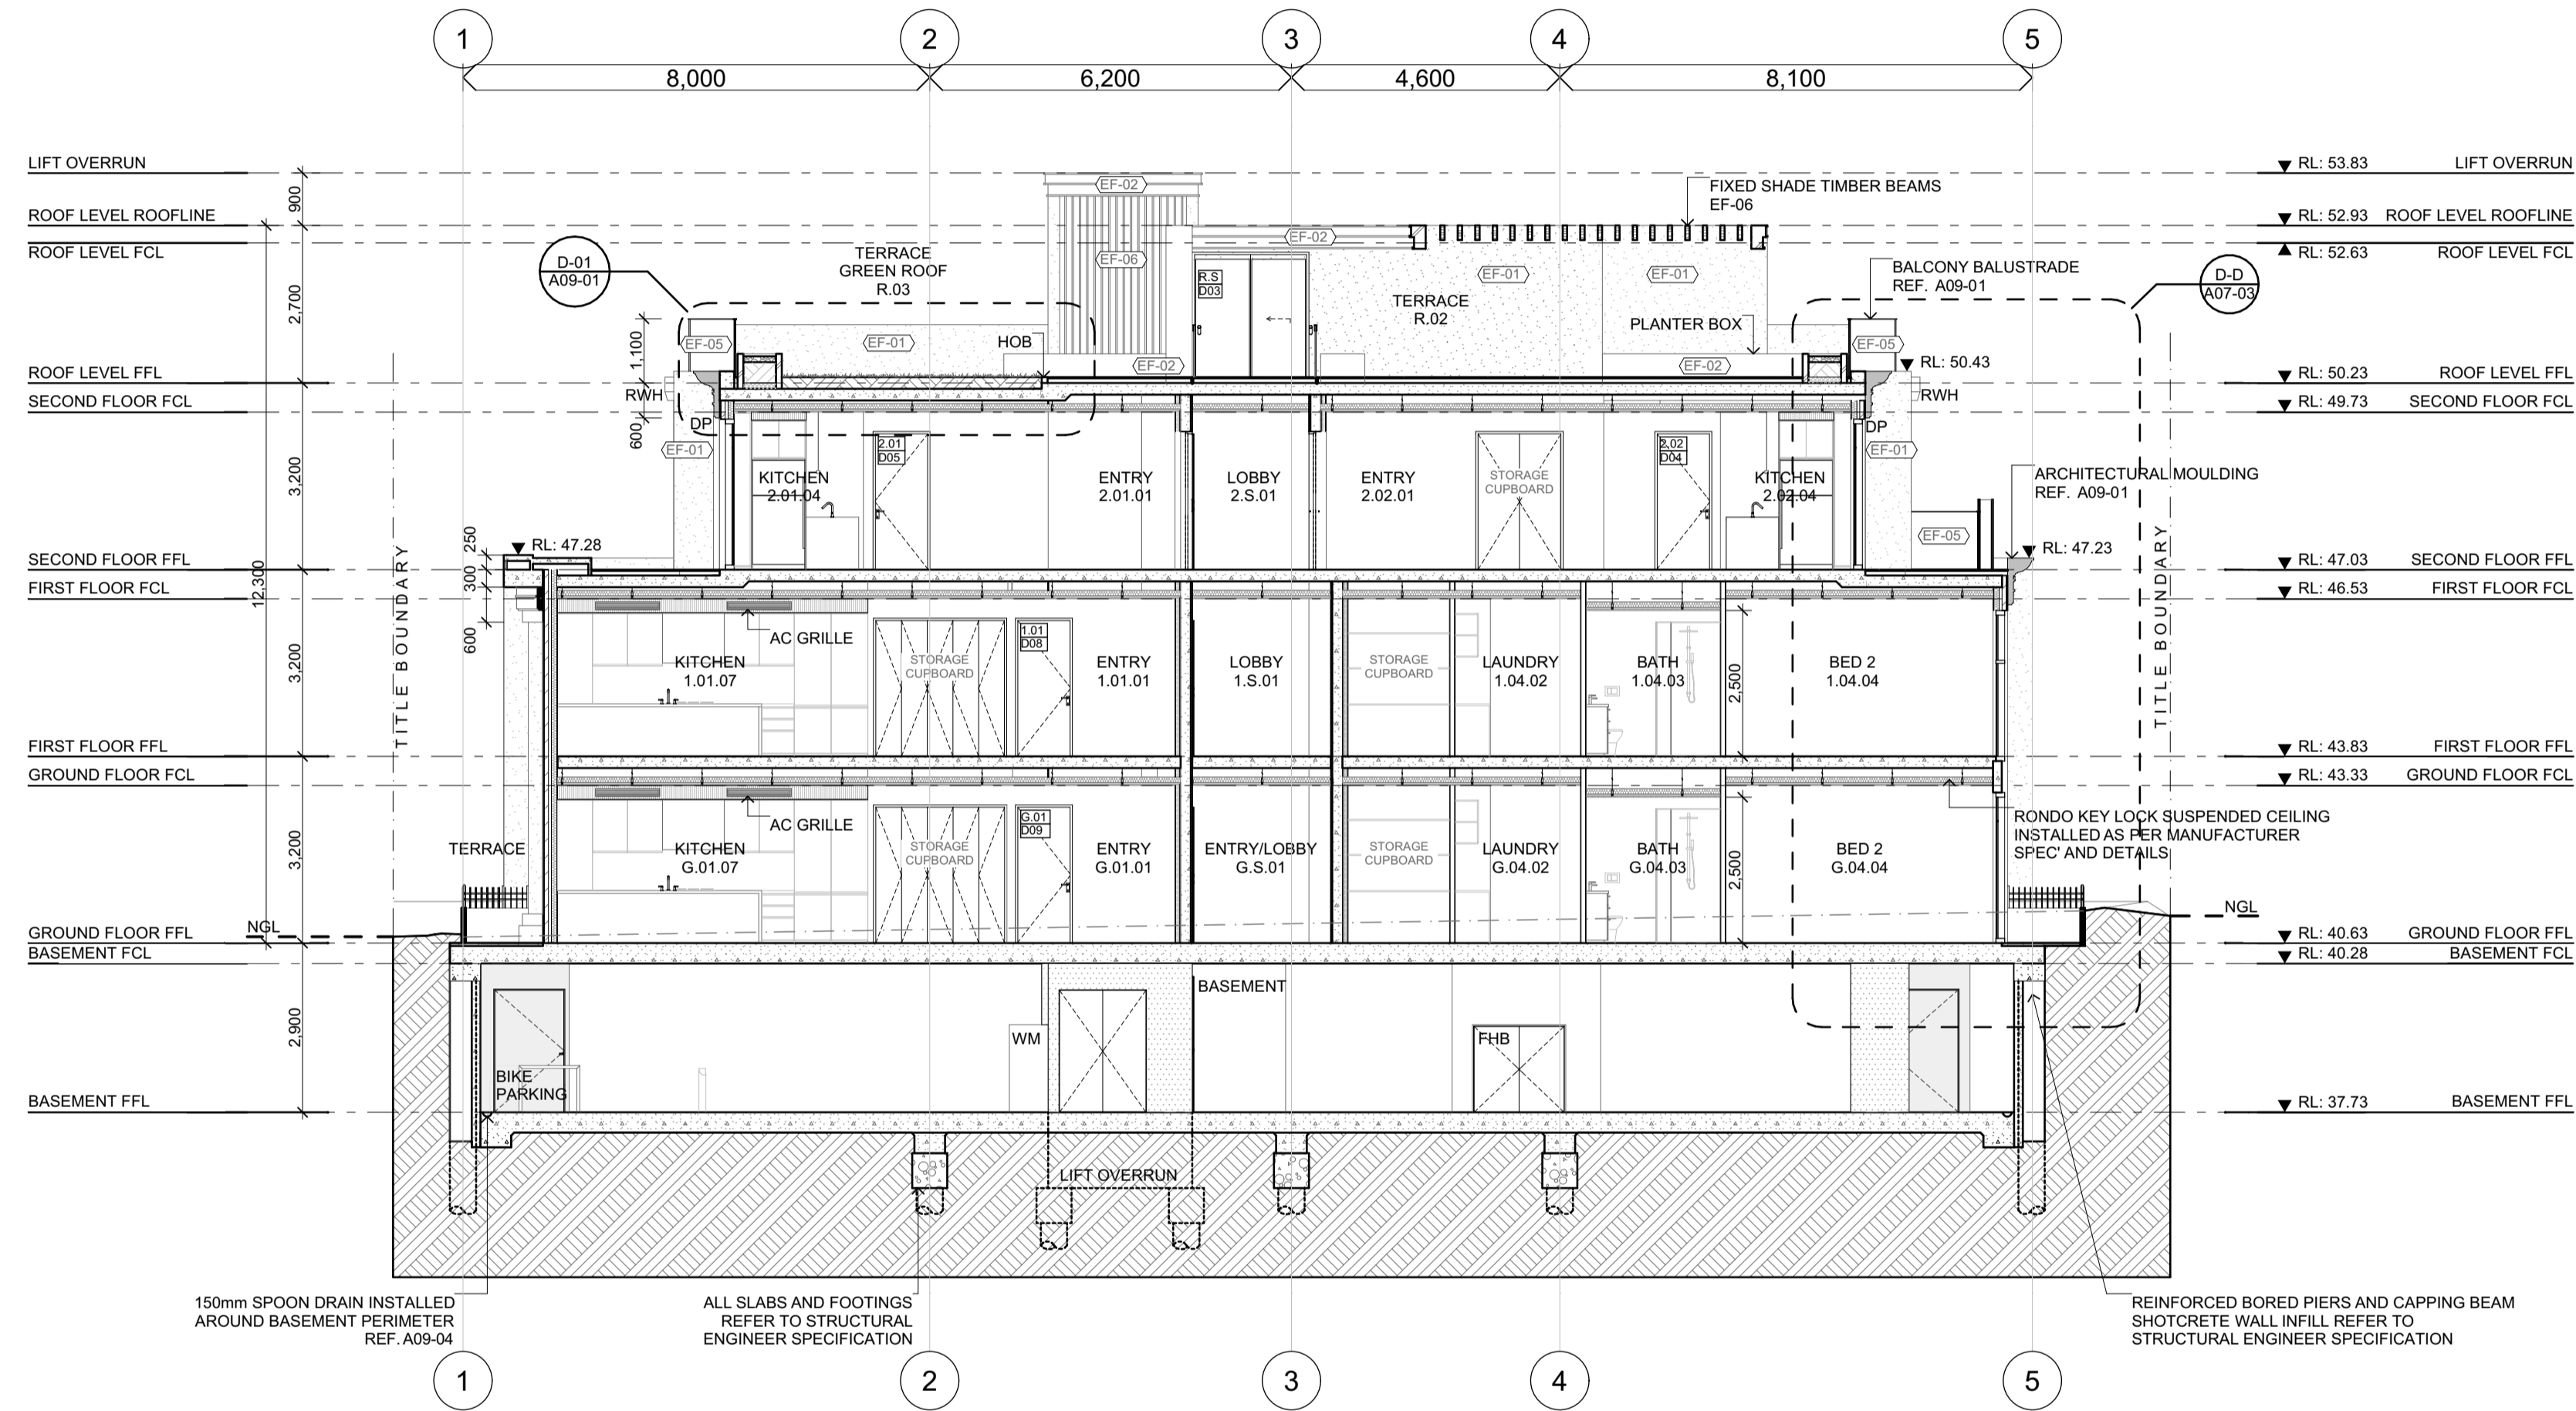 1
2
3
4
5
8,000
6,200
4,600
8,100
LIFT OVERRUN
ROOF LEVEL ROOFLINE
ROOF LEVEL FCL
ROOF LEVEL FFL
SECOND FLOOR FCL
SECOND FLOOR FFL
FIRST FLOOR FCL
FIRST FLOOR FFL
GROUND FLOOR FCL
GROUND FLOOR FFL
BASEMENT FCL
BASEMENT FFL
900
2,700
3,200
3,200
3,200
2,900
12,300
1,100
600
250
300
600
TITLE BOUNDARY
NGL
D-01
A09-01
TERRACE
GREEN ROOF
R.03
EF-02
EF-06
EF-02
FIXED SHADE TIMBER BEAMS
EF-06
R.S
D03
EF-01
EF-01
TERRACE
R.02
BALCONY BALUSTRADE
REF. A09-01
D-D
A07-03
PLANTER BOX
HOB
EF-05
EF-01
EF-02
EF-02
EF-05
RL: 50.43
RWH
RWH
DP
DP
EF-01
EF-01
KITCHEN
2.01.04
2.01
D05
ENTRY
2.01.01
LOBBY
2.S.01
ENTRY
2.02.01
STORAGE
CUPBOARD
2.02
D04
KITCHEN
2.02.04
ARCHITECTURAL MOULDING
REF. A09-01
EF-05
RL: 47.28
RL: 47.23
AC GRILLE
KITCHEN
1.01.07
STORAGE
CUPBOARD
1.01
D08
ENTRY
1.01.01
LOBBY
1.S.01
STORAGE
CUPBOARD
LAUNDRY
1.04.02
BATH
1.04.03
2,500
BED 2
1.04.04
TITLE BOUNDARY
AC GRILLE
TERRACE
KITCHEN
G.01.07
STORAGE
CUPBOARD
G.01
D09
ENTRY
G.01.01
ENTRY/LOBBY
G.S.01
STORAGE
CUPBOARD
LAUNDRY
G.04.02
BATH
G.04.03
2,500
BED 2
G.04.04
RONDO KEY LOCK SUSPENDED CEILING
INSTALLED AS PER MANUFACTURER
SPEC' AND DETAILS
NGL
BASEMENT
BIKE
PARKING
WM
FHB
LIFT OVERRUN
RL: 53.83 LIFT OVERRUN
RL: 52.93 ROOF LEVEL ROOFLINE
RL: 52.63 ROOF LEVEL FCL
RL: 50.23 ROOF LEVEL FFL
RL: 49.73 SECOND FLOOR FCL
RL: 47.03 SECOND FLOOR FFL
RL: 46.53 FIRST FLOOR FCL
RL: 43.83 FIRST FLOOR FFL
RL: 43.33 GROUND FLOOR FCL
RL: 40.63 GROUND FLOOR FFL
RL: 40.28 BASEMENT FCL
RL: 37.73 BASEMENT FFL
150mm SPOON DRAIN INSTALLED
AROUND BASEMENT PERIMETER
REF. A09-04
ALL SLABS AND FOOTINGS
REFER TO STRUCTURAL
ENGINEER SPECIFICATION
REINFORCED BORED PIERS AND CAPPING BEAM
SHOTCRETE WALL INFILL REFER TO
STRUCTURAL ENGINEER SPECIFICATION
1
2
3
4
5